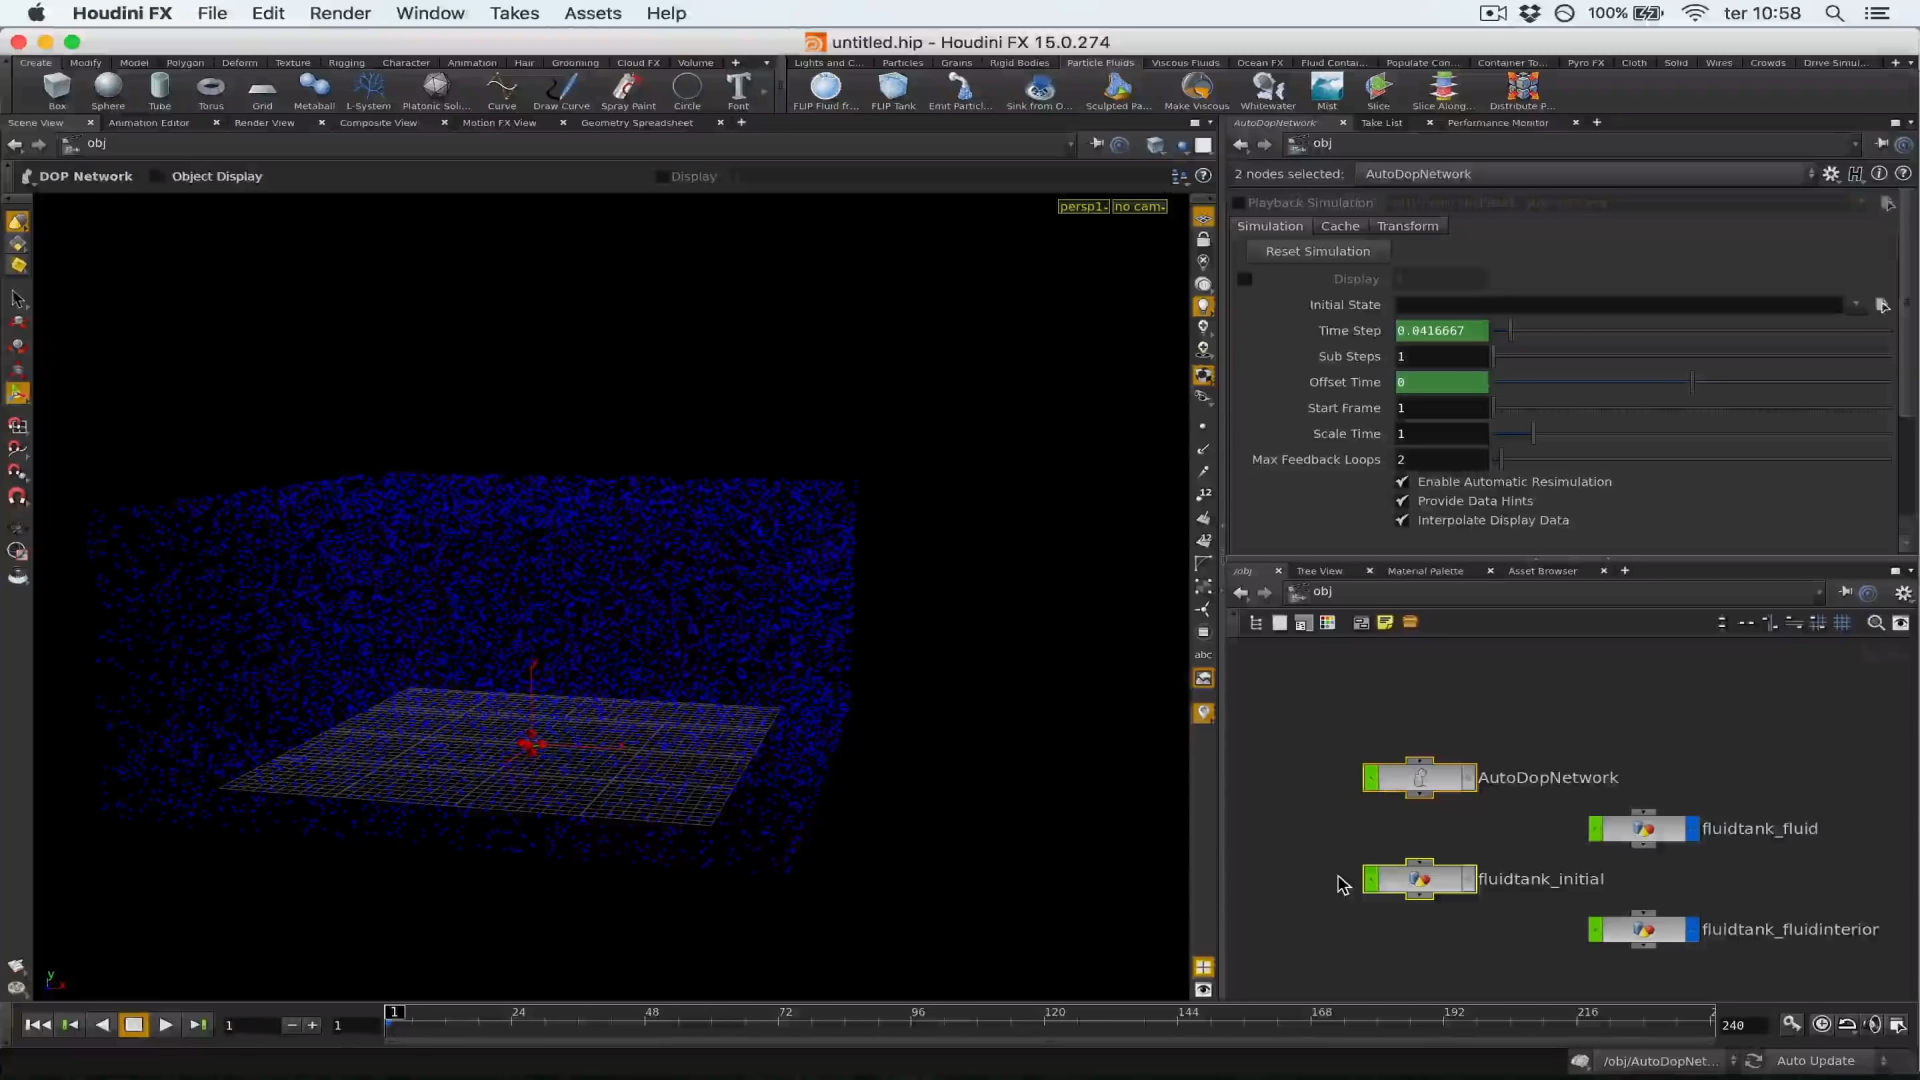 Houdini FX File Edit Render Window Takes Assets Help 100% ter 10:58
untitled.hip - Houdini FX 15.0.274
Create Modify Model Polygon Deform Texture Rigging Character Animation Hair Grooming Cloud FX Volume
Lights and C... Particles Grains Rigid Bodies Particle Fluids Viscous Fluids Ocean FX Fluid Contai... Populate Con... Container To... Pyro FX Cloth Solid Wires Crowds Drive Simul...
Box Sphere Tube Torus Grid Metaball L-System Platonic Soli... Curve Draw Curve Spray Paint Circle Font
FLIP Fluid fr... FLIP Tank Emit Particl... Sink from O... Sculpted Pa... Make Viscous Whitewater Mist Slice Slice Along... Distribute P...
Scene View Animation Editor Render View Composite View Motion FX View Geometry Spreadsheet
AutoDopNetwork Take List Performance Monitor
obj
obj
DOP Network Object Display Display
2 nodes selected: AutoDopNetwork
persp1 no cam
Playback Simulation
Simulation Cache Transform
Reset Simulation
Display
Initial State
Time Step 0.0416667
Sub Steps 1
Offset Time 0
Start Frame 1
Scale Time 1
Max Feedback Loops 2
Enable Automatic Resimulation
Provide Data Hints
Interpolate Display Data
12
12
abc
/obj Tree View Material Palette Asset Browser
obj
AutoDopNetwork
fluidtank_fluid
fluidtank_initial
fluidtank_fluidinterior
y
x
1 1 1 24 48 72 96 120 144 168 192 216 2 240
/obj/AutoDopNet... Auto Update